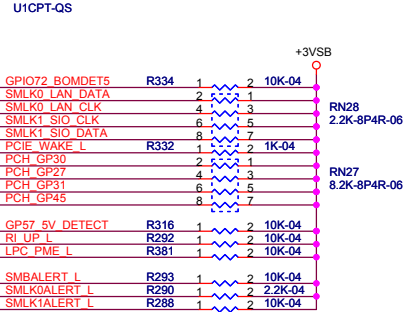 U1CPT-QS
+3VSB
GPIO72_BOMDET5 R334 1 2 10K-04
SMLK0_LAN_DATA 2 1
SMLK0_LAN_CLK 4 3 RN28
SMLK1_SIO_CLK 6 5 2.2K-8P4R-06
SMLK1_SIO_DATA 8 7
PCIE_WAKE_L R332 1 2 1K-04
PCH_GP30 2 1
PCH_GP27 4 3 RN27
PCH_GP31 6 5 8.2K-8P4R-06
PCH_GP45 8 7
GP57_5V_DETECT R316 1 2 10K-04
RI_UP_L R292 1 2 10K-04
LPC_PME_L R381 1 2 10K-04
SMBALERT_L R293 1 2 10K-04
SMLK0ALERT_L R290 1 2 2.2K-04
SMLK1ALERT_L R288 1 2 10K-04